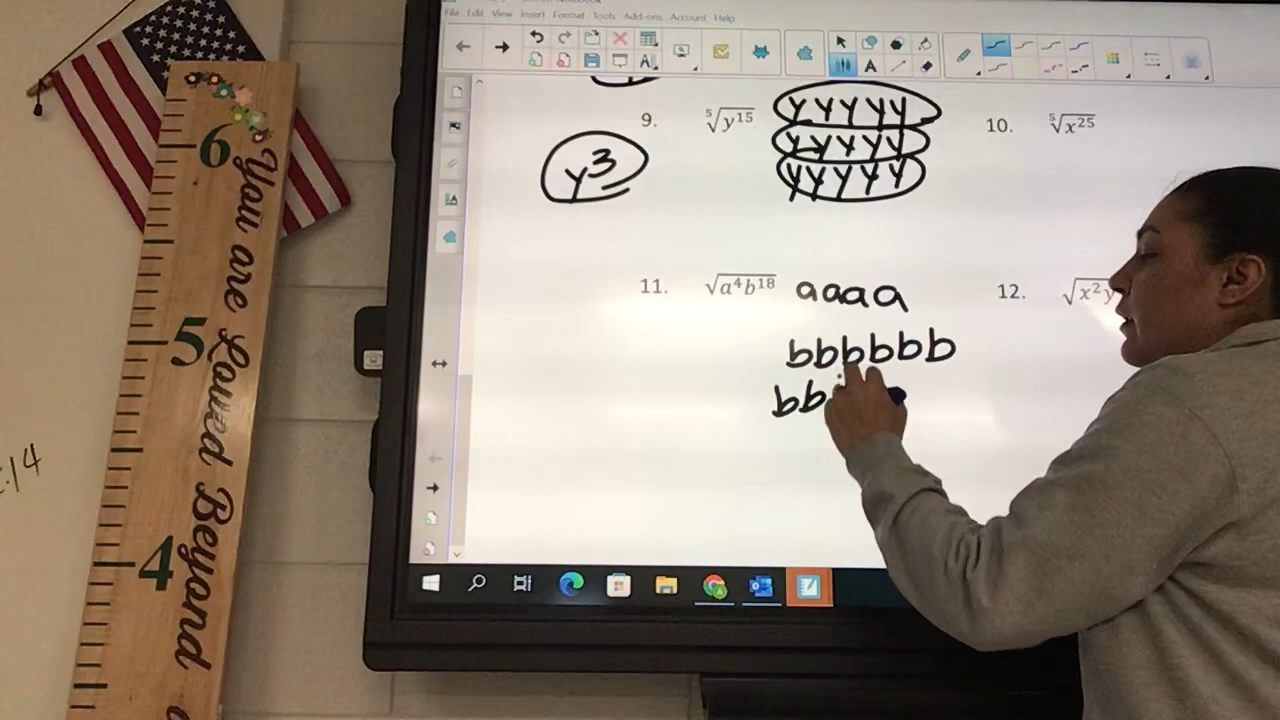 File Edit View Insert Format Tools Add-ons Account Help
9. ⁵√y¹⁵ YYYYY
YYYYY
YYYYY
y³
10. ⁵√x²⁵
11. √a⁴b¹⁸ aaaa
bbbbbb
bb
12. √x²y
6
5
4
You are Loved Beyond
:14